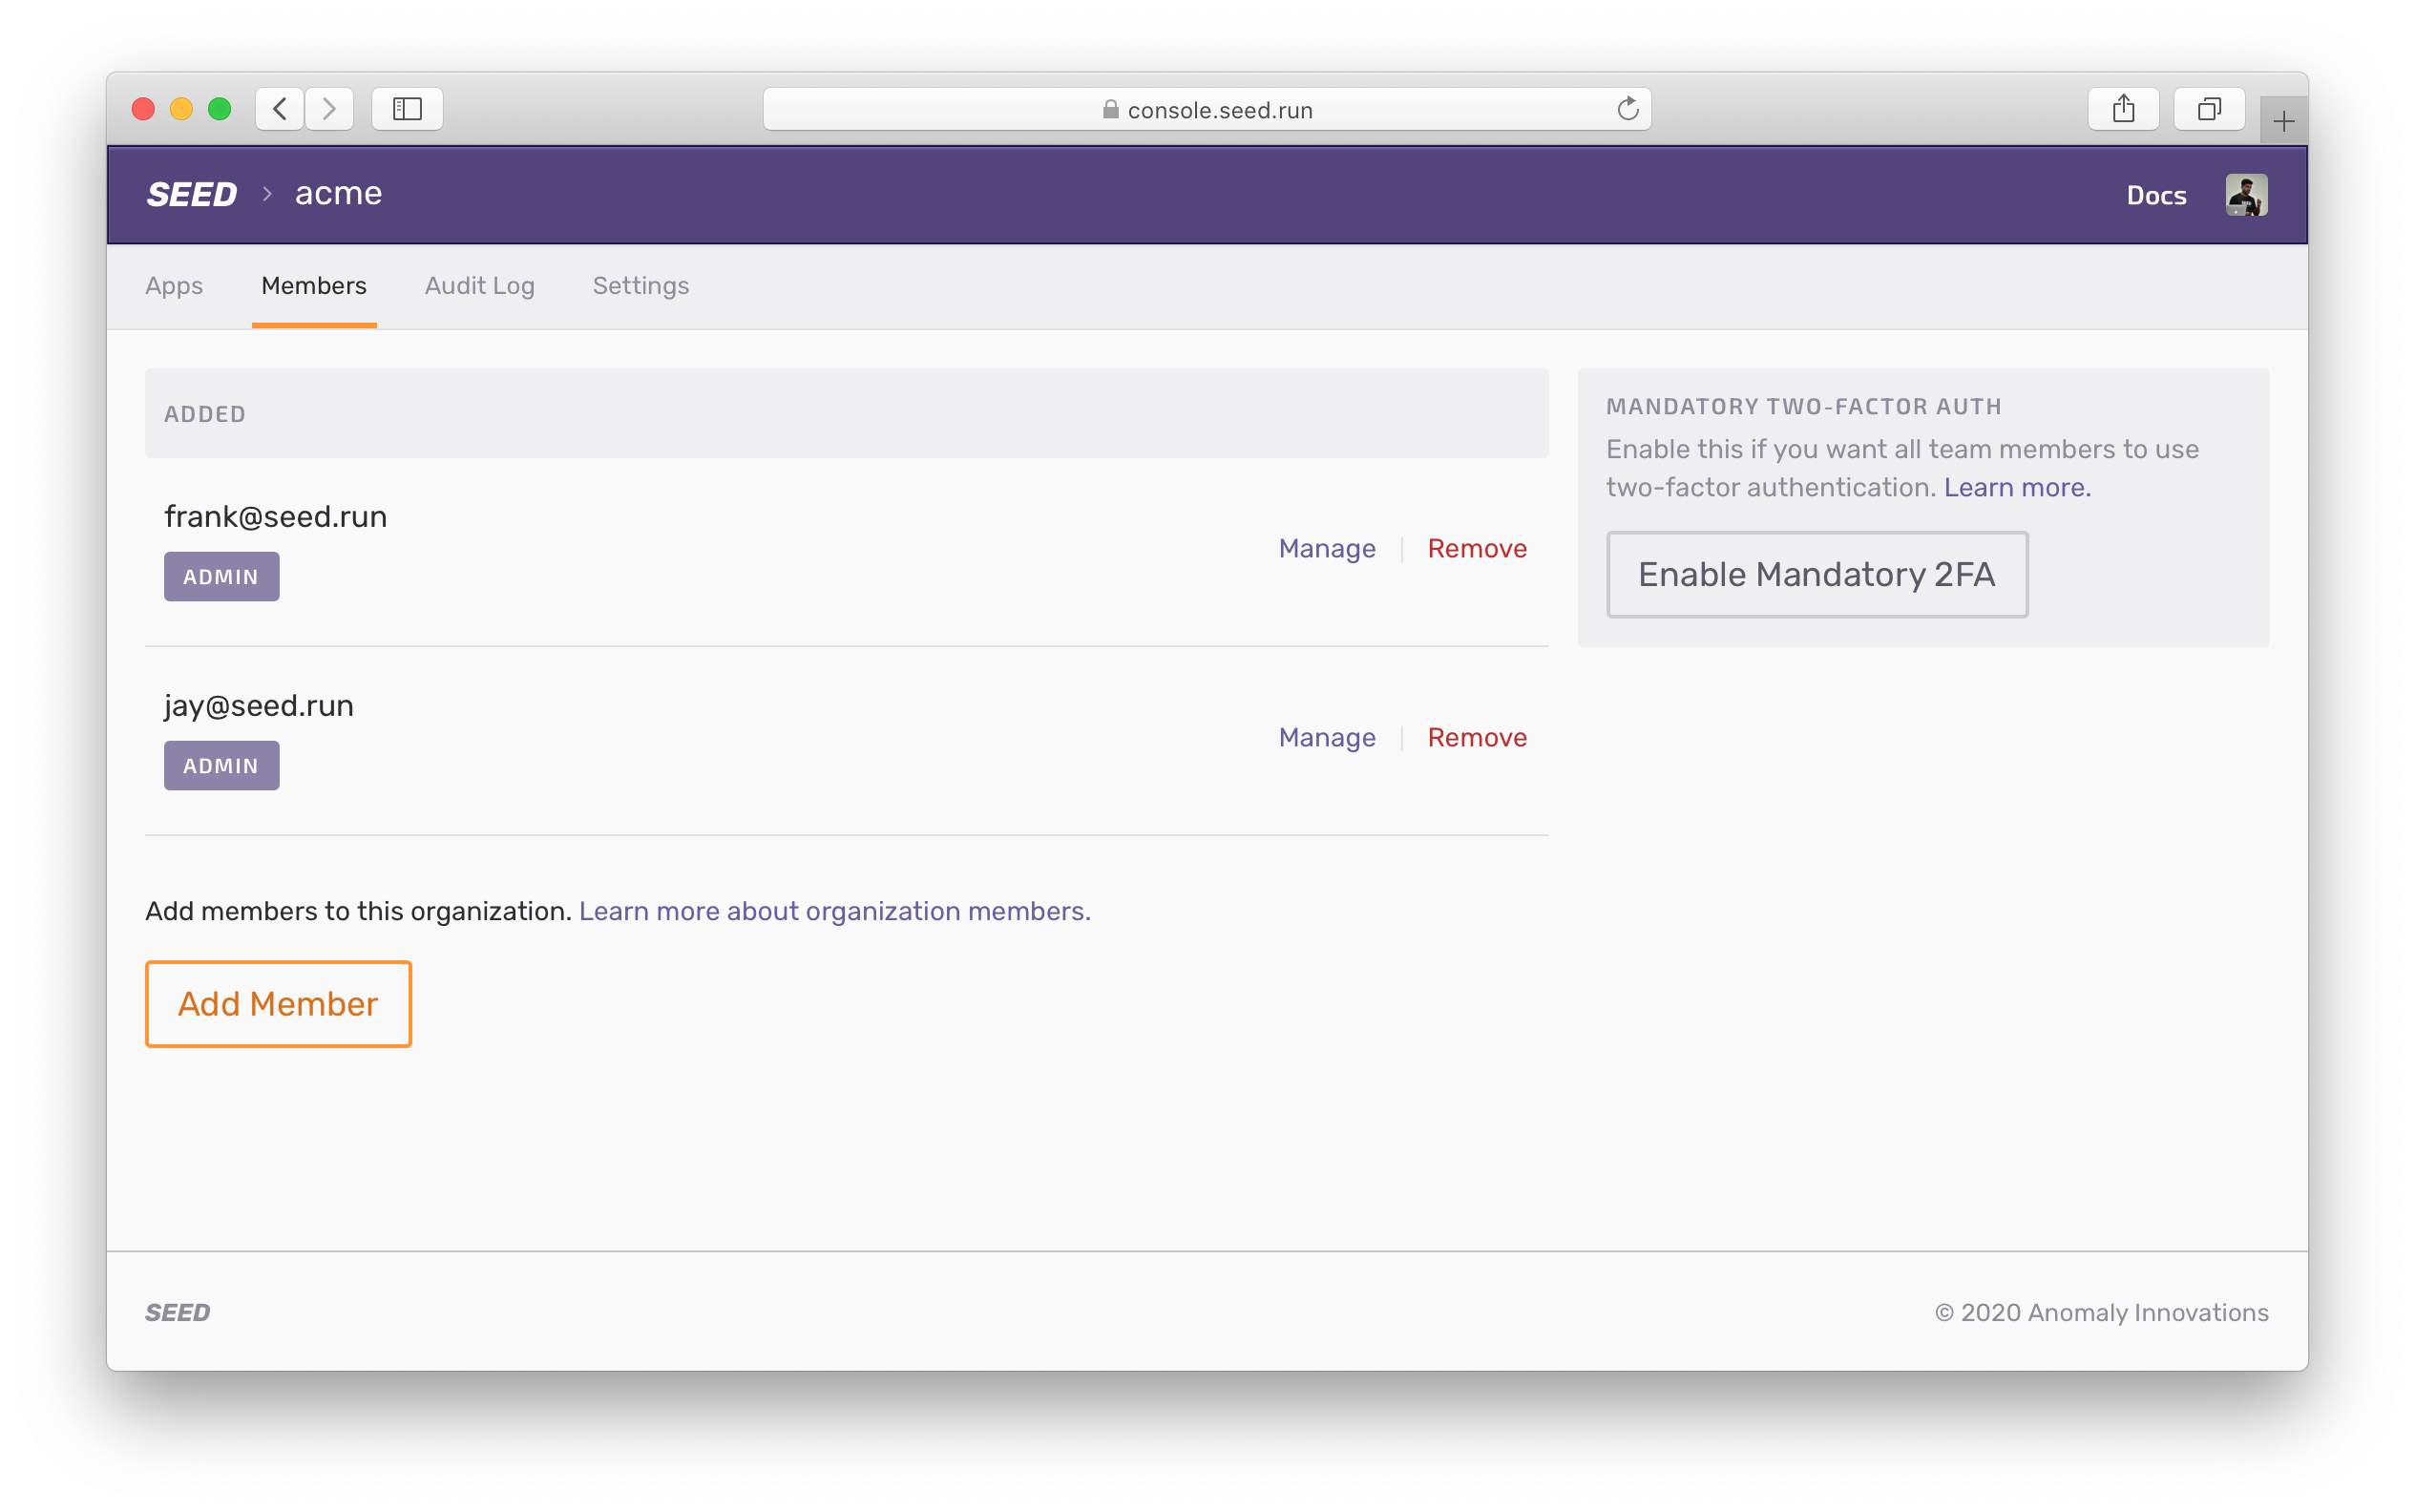 console.seed.run
SEED > acme
Docs
Apps
Members
Audit Log
Settings
ADDED
frank@seed.run
ADMIN
Manage
Remove
jay@seed.run
ADMIN
Manage
Remove
Add members to this organization. Learn more about organization members.
Add Member
MANDATORY TWO-FACTOR AUTH
Enable this if you want all team members to use
two-factor authentication. Learn more.
Enable Mandatory 2FA
SEED
© 2020 Anomaly Innovations